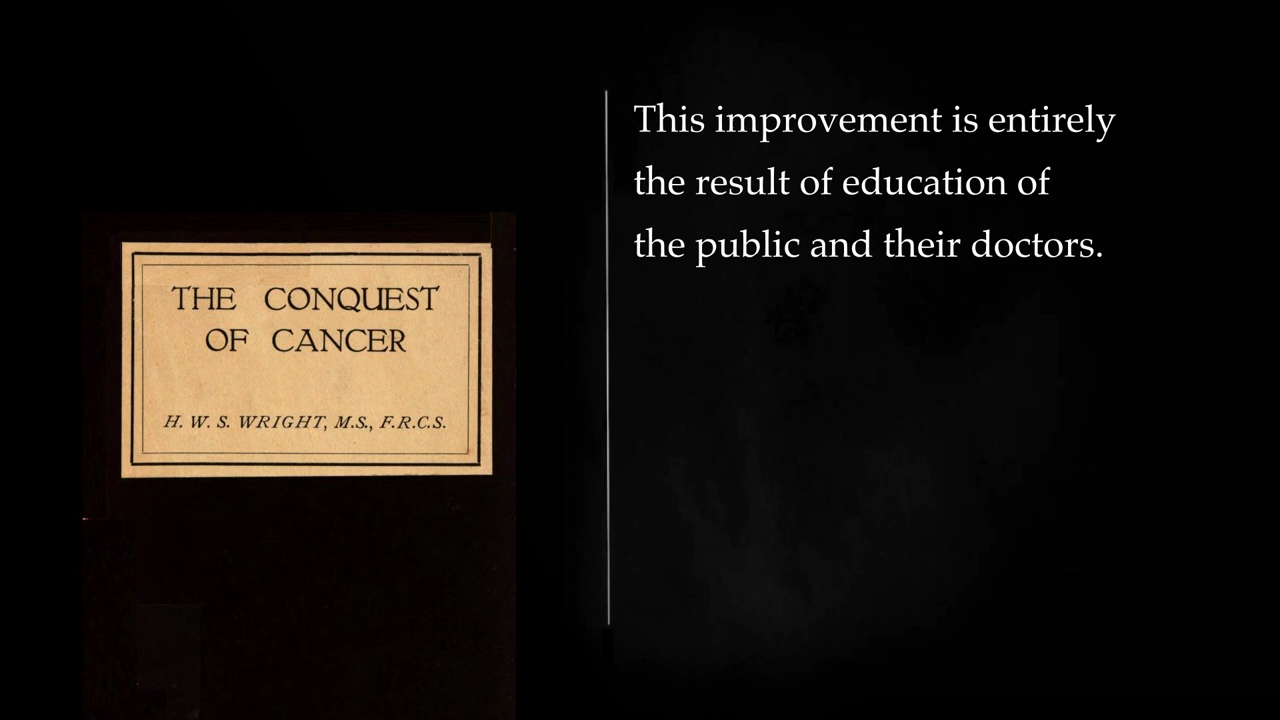 THE CONQUEST
OF CANCER
H. W. S. WRIGHT, M.S., F.R.C.S.
This improvement is entirely
the result of education of
the public and their doctors.